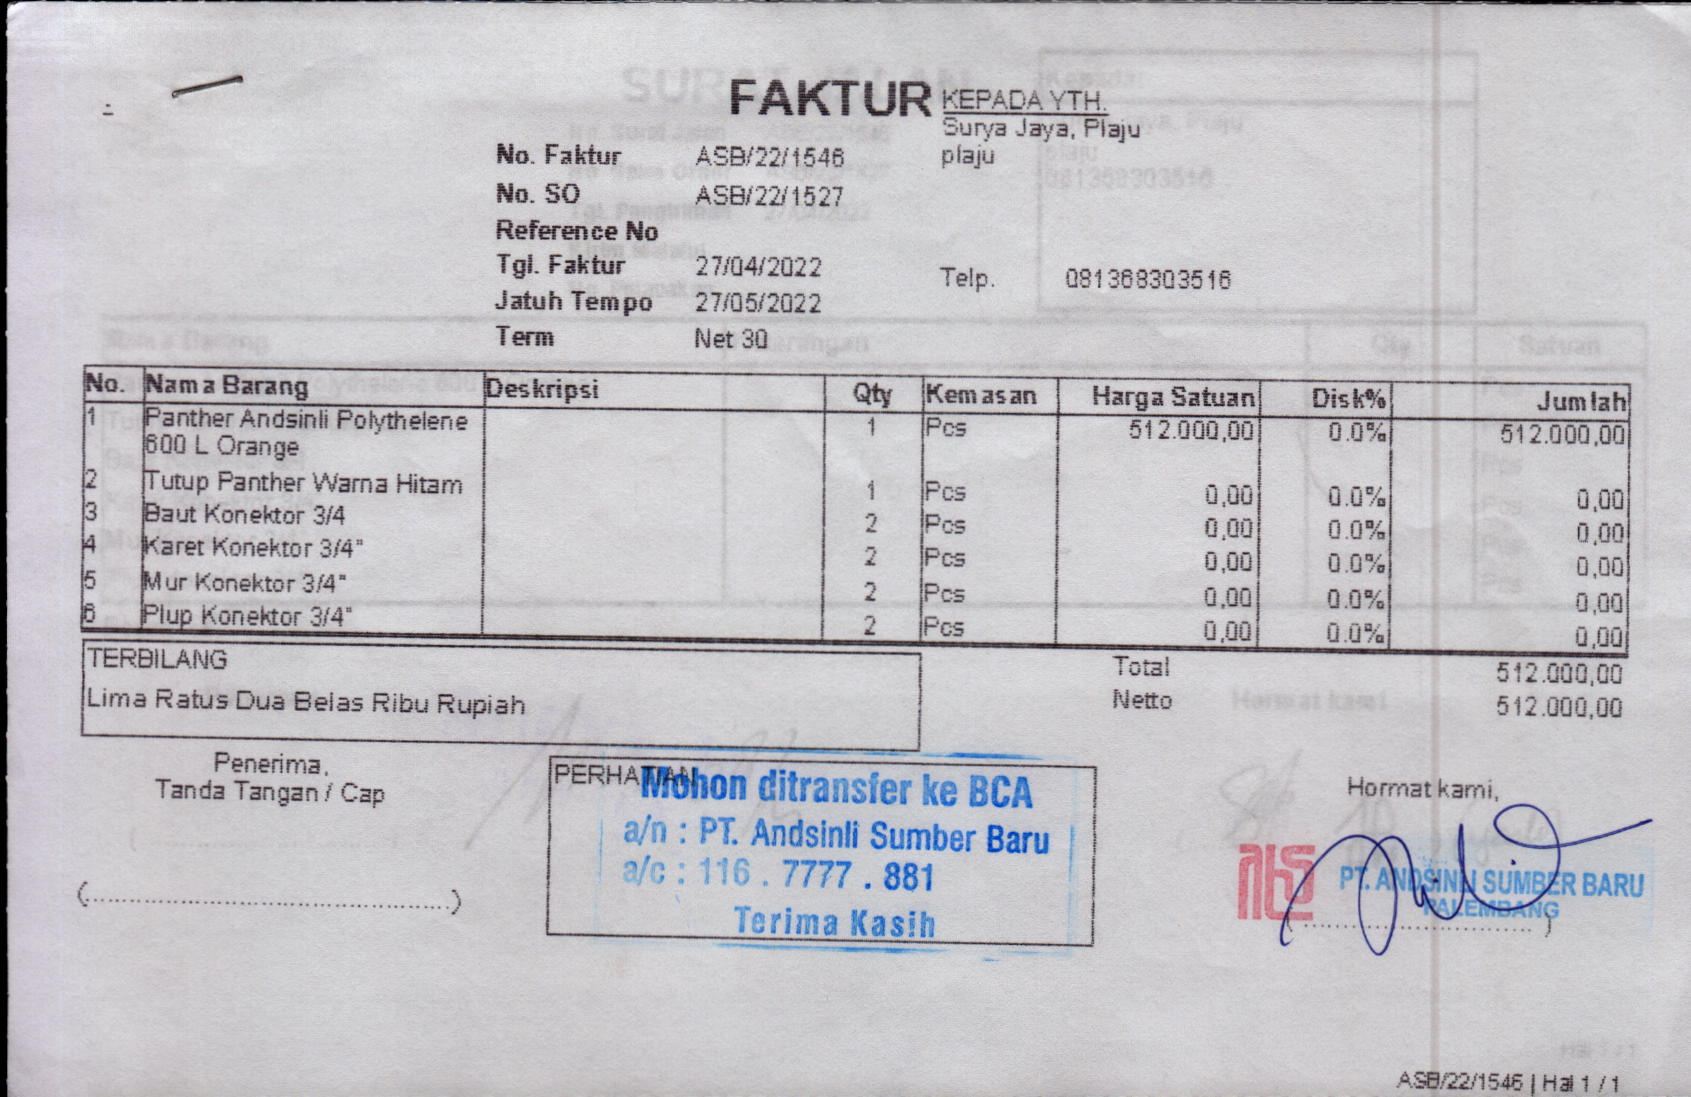 FAKTUR
KEPADA YTH.
Surya Jaya, Plaju
plaju
No. Faktur ASB/22/1546
No. SO ASB/22/1527
Reference No
Tgl. Faktur 27/04/2022
Telp. 081368303516
Jatuh Tempo 27/05/2022
Term Net 30
No. Nama Barang Deskripsi Qty Kemasan Harga Satuan Disk% Jumlah
1 Panther Andsinli Polythelene 1 Pcs 512.000,00 0.0% 512.000,00
600 L Orange
2 Tutup Panther Warna Hitam 1 Pcs 0,00 0.0% 0,00
3 Baut Konektor 3/4 2 Pcs 0,00 0.0% 0,00
4 Karet Konektor 3/4" 2 Pcs 0,00 0.0% 0,00
5 Mur Konektor 3/4" 2 Pcs 0,00 0.0% 0,00
6 Plup Konektor 3/4" 2 Pcs 0,00 0.0% 0,00
TERBILANG
Lima Ratus Dua Belas Ribu Rupiah
Total 512.000,00
Netto 512.000,00
Penerima,
Tanda Tangan / Cap
PERHATIAN
Mohon ditransfer ke BCA
a/n : PT. Andsinli Sumber Baru
a/c : 116 . 7777 . 881
Terima Kasih
Hormat kami,
PT. ANDSINLI SUMBER BARU
PALEMBANG
ASB/22/1546 | Hal 1 / 1